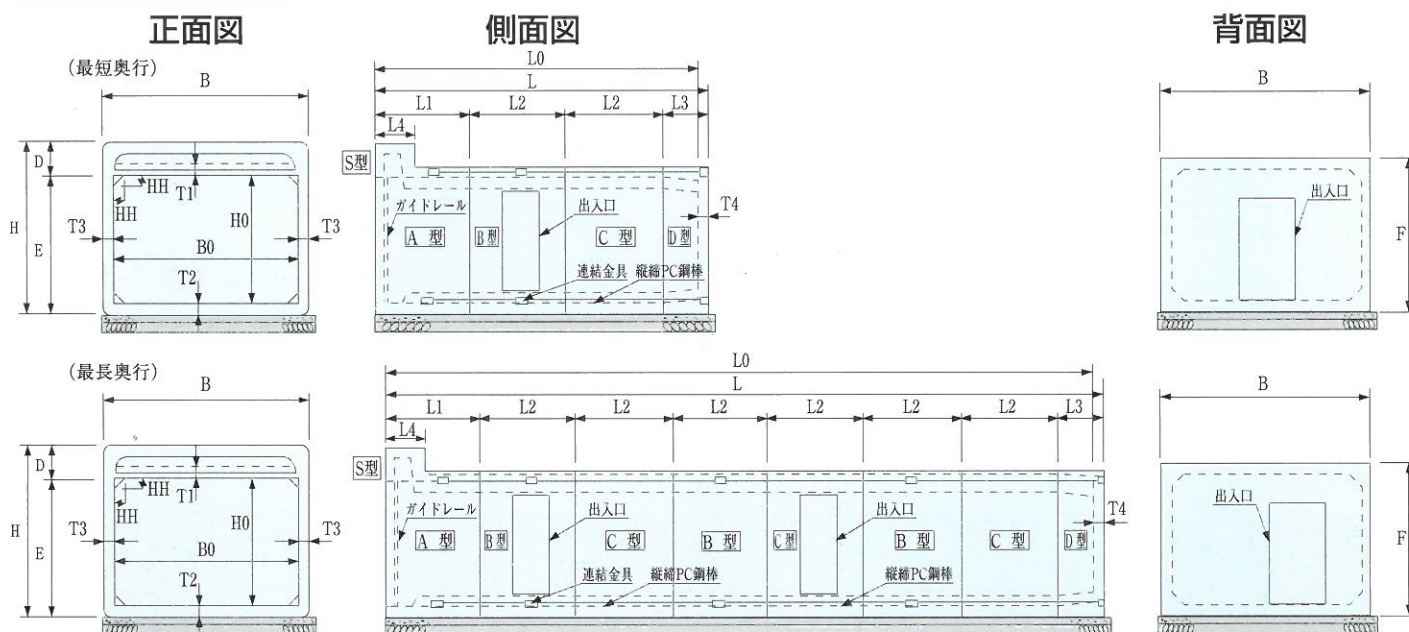 正面図
側面図
背面図
(最短奥行)
B
D
H
E
HH
HH
T1
H0
T3
T3
B0
T2
L0
L
L1
L2
L2
L3
L4
S型
ガイドレール
出入口
T4
A 型
B型
C 型
D型
連結金具
縦締PC鋼棒
B
出入口
F
(最長奥行)
B
D
H
E
HH
HH
T1
H0
T3
T3
B0
T2
L0
L
L1
L2
L2
L2
L2
L2
L2
L3
L4
S型
ガイドレール
出入口
出入口
T4
A 型
B型
C 型
B 型
C型
B 型
C 型
D型
連結金具
縦締PC鋼棒
縦締PC鋼棒
B
出入口
F